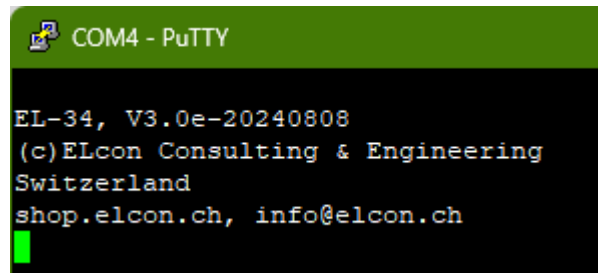 COM4 - PuTTY
EL-34, V3.0e-20240808
(c)ELcon Consulting & Engineering
Switzerland
shop.elcon.ch, info@elcon.ch